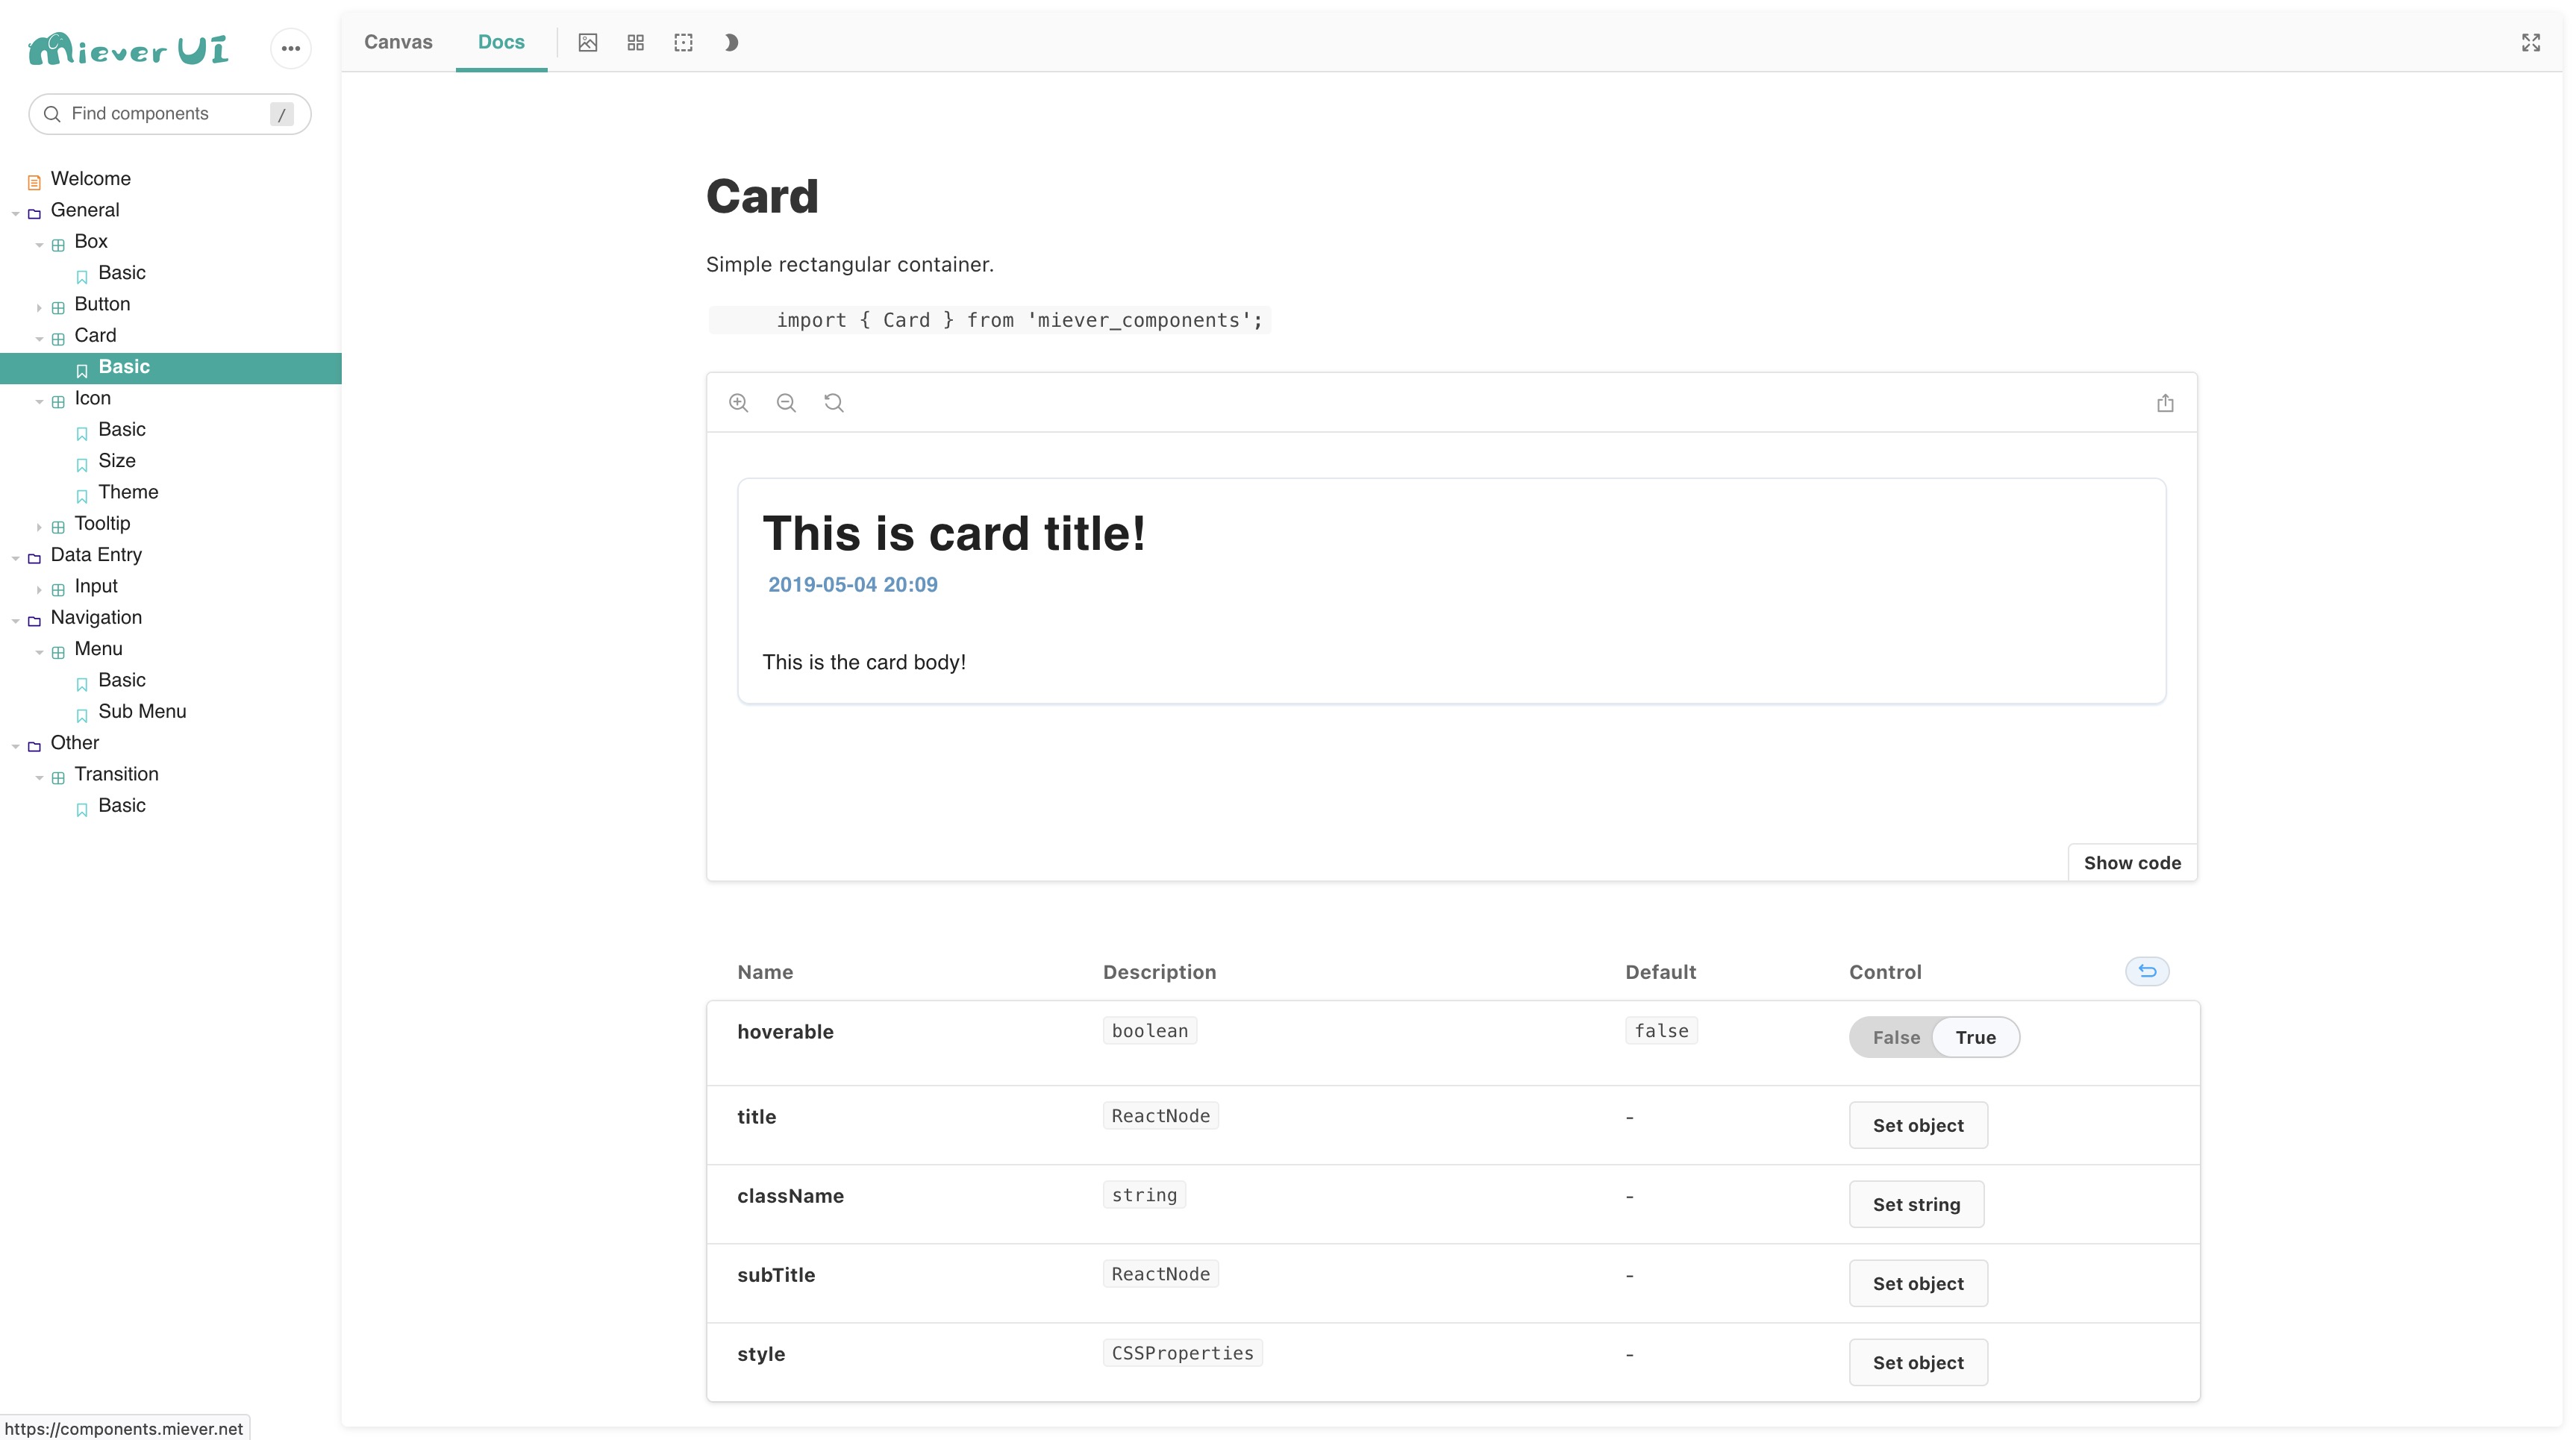 Miever UI
Find components /
Welcome
General
Box
Basic
Button
Card
Basic
Icon
Basic
Size
Theme
Tooltip
Data Entry
Input
Navigation
Menu
Basic
Sub Menu
Other
Transition
Basic
https://components.miever.net
Canvas Docs
Card
Simple rectangular container.
import { Card } from 'miever_components';
This is card title!
2019-05-04 20:09
This is the card body!
Show code
Name Description Default Control
hoverable boolean false False True
title ReactNode - Set object
className string - Set string
subTitle ReactNode - Set object
style CSSProperties - Set object